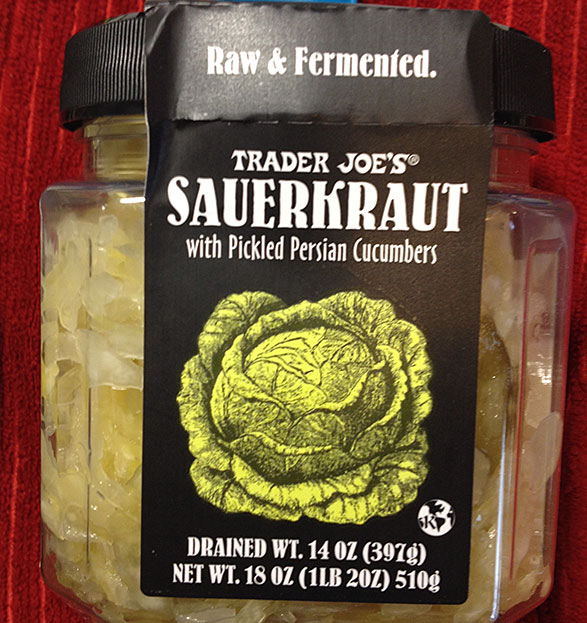 Raw & Fermented.
TRADER JOE'S®
SAUERKRAUT
with Pickled Persian Cucumbers
K
DRAINED WT. 14 OZ (397g)
NET WT. 18 OZ (1LB 2OZ) 510g